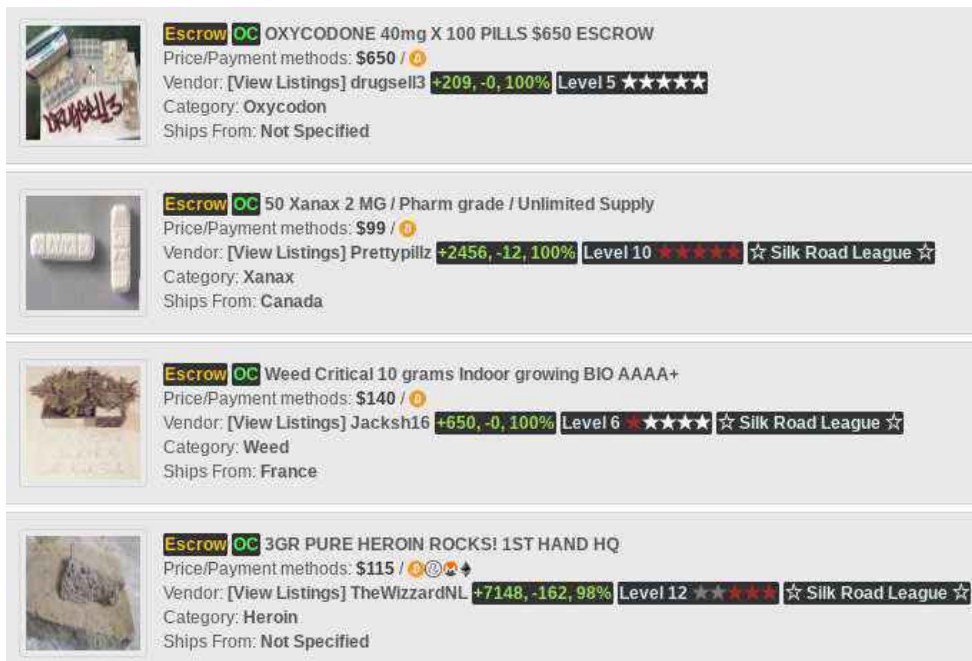 Escrow OC OXYCODONE 40mg X 100 PILLS $650 ESCROW
Price/Payment methods: $650 /
Vendor: [View Listings] drugsell3 +209, -0, 100% Level 5 ★★★★★
Category: Oxycodon
Ships From: Not Specified
Escrow OC 50 Xanax 2 MG / Pharm grade / Unlimited Supply
Price/Payment methods: $99 /
Vendor: [View Listings] Prettypillz +2456, -12, 100% Level 10 ★★★★★ ☆ Silk Road League ☆
Category: Xanax
Ships From: Canada
Escrow OC Weed Critical 10 grams Indoor growing BIO AAAA+
Price/Payment methods: $140 /
Vendor: [View Listings] Jacksh16 +650, -0, 100% Level 6 ★★★★★ ☆ Silk Road League ☆
Category: Weed
Ships From: France
Escrow OC 3GR PURE HEROIN ROCKS! 1ST HAND HQ
Price/Payment methods: $115 /
Vendor: [View Listings] TheWizzardNL +7148, -162, 98% Level 12 ★★★★★ ☆ Silk Road League ☆
Category: Heroin
Ships From: Not Specified